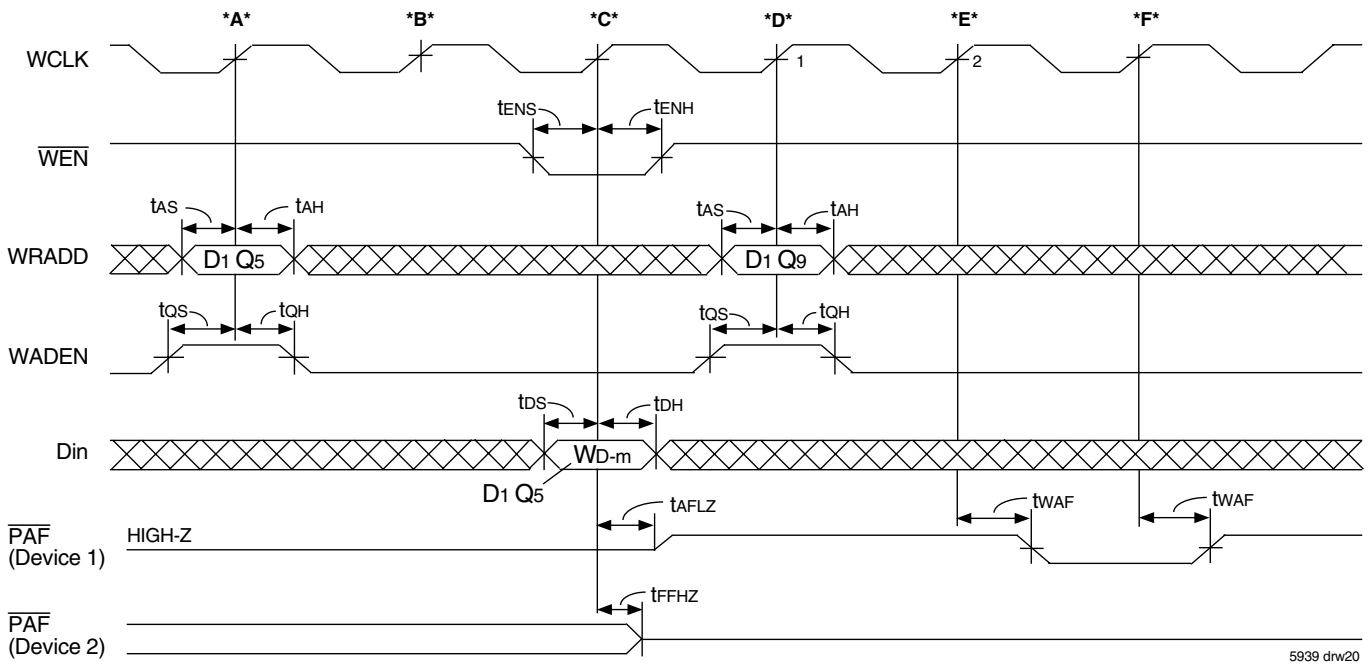 *A* *B* *C* *D* *E* *F*
WCLK 1 2
tENS tENH
WEN
tAS tAH tAS tAH
WRADD D1 Q5 D1 Q9
tQS tQH tQS tQH
WADEN
tDS tDH
Din WD-m
D1 Q5
tAFLZ tWAF tWAF
PAF HIGH-Z
(Device 1)
tFFHZ
PAF
(Device 2)
5939 drw20